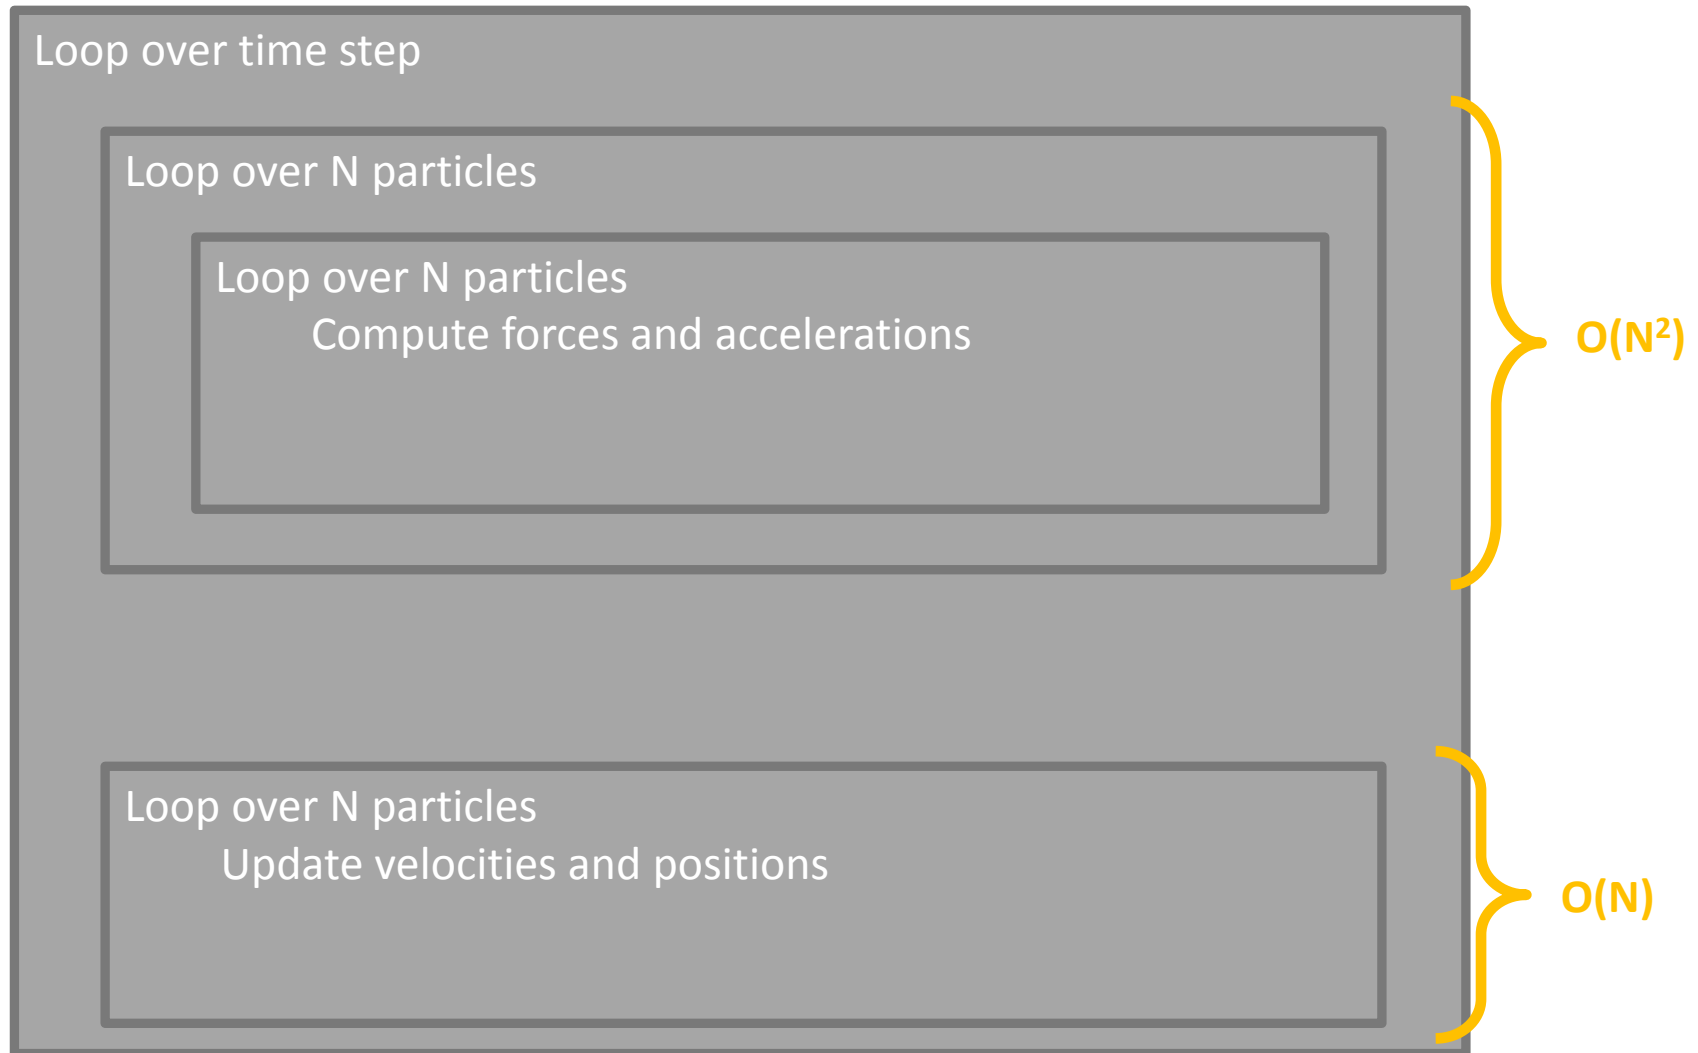 Loop over time step
Loop over N particles
Loop over N particles
Compute forces and accelerations
O(N²)
Loop over N particles
Update velocities and positions
O(N)